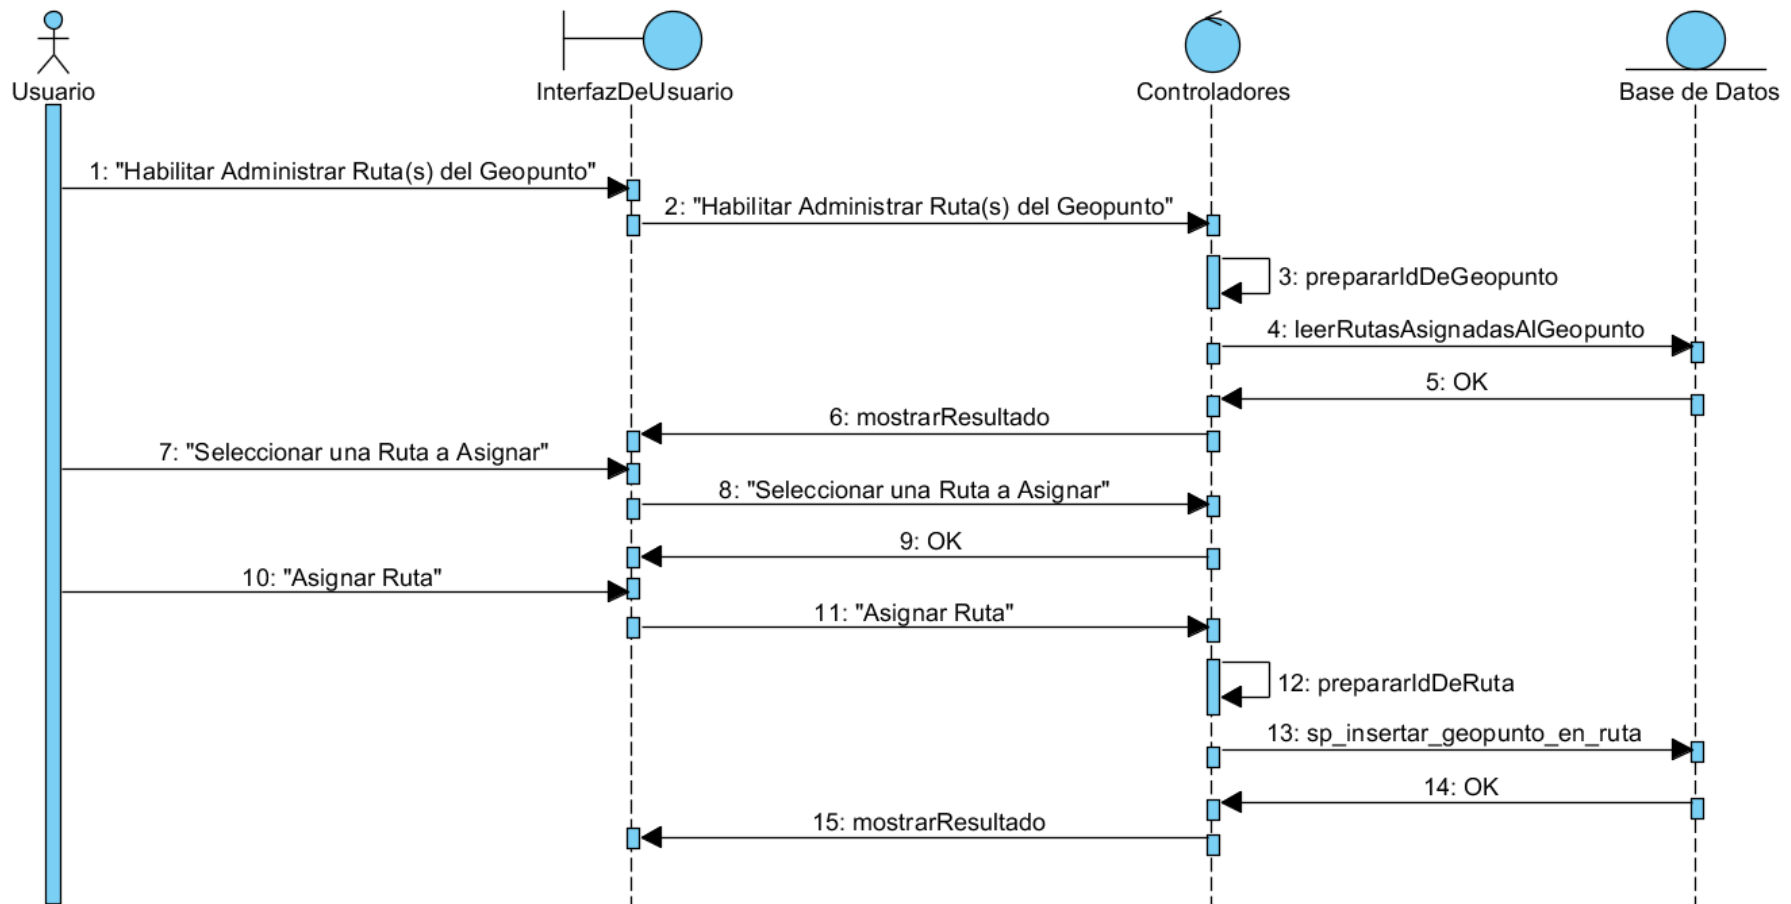 Usuario
InterfazDeUsuario
Controladores
Base de Datos
1: "Habilitar Administrar Ruta(s) del Geopunto"
2: "Habilitar Administrar Ruta(s) del Geopunto"
3: prepararIdDeGeopunto
4: leerRutasAsignadasAlGeopunto
5: OK
6: mostrarResultado
7: "Seleccionar una Ruta a Asignar"
8: "Seleccionar una Ruta a Asignar"
9: OK
10: "Asignar Ruta"
11: "Asignar Ruta"
12: prepararIdDeRuta
13: sp_insertar_geopunto_en_ruta
14: OK
15: mostrarResultado